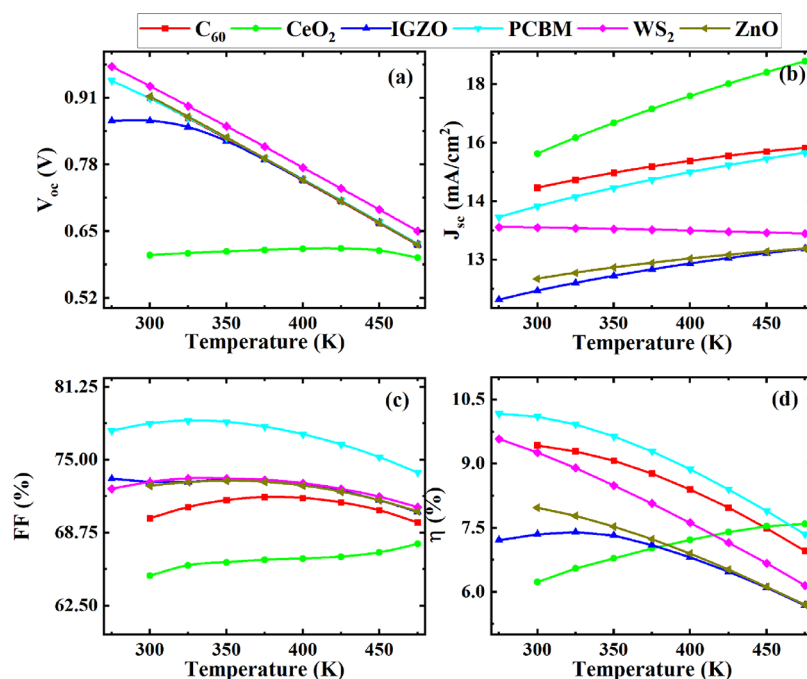 C60 CeO2 IGZO PCBM WS2 ZnO
(a)
0.91
0.78
0.65
0.52
Voc (V)
300 350 400 450
Temperature (K)
(b)
18
16
14
13
Jsc (mA/cm2)
300 350 400 450
Temperature (K)
(c)
81.25
75.00
68.75
62.50
FF (%)
300 350 400 450
Temperature (K)
(d)
10.5
9.0
7.5
6.0
η (%)
300 350 400 450
Temperature (K)